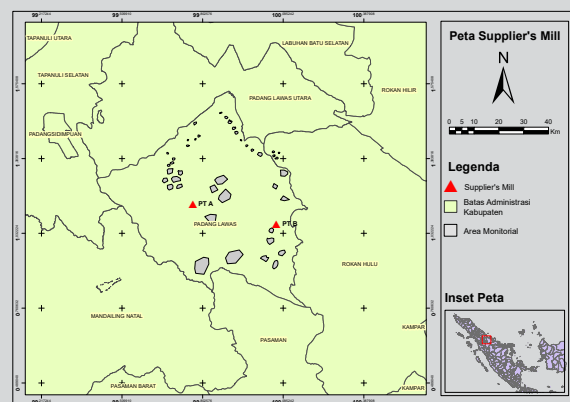 TAPANULI UTARA
LABUHAN BATU SELATAN
TAPANULI SELATAN
ROKAN HILIR
PADANG LAWAS UTARA
PADANGSIDIMPUAN
PT A
PADANG LAWAS
PT B
ROKAN HULU
MANDAILING NATAL
PASAMAN
KAMPAR
PASAMAN BARAT
KAMPAR
Peta Supplier's Mill
N
0 5 10 20 30 40
Km
Legenda
Supplier's Mill
Batas Administrasi
Kabupaten
Area Monitorial
Inset Peta